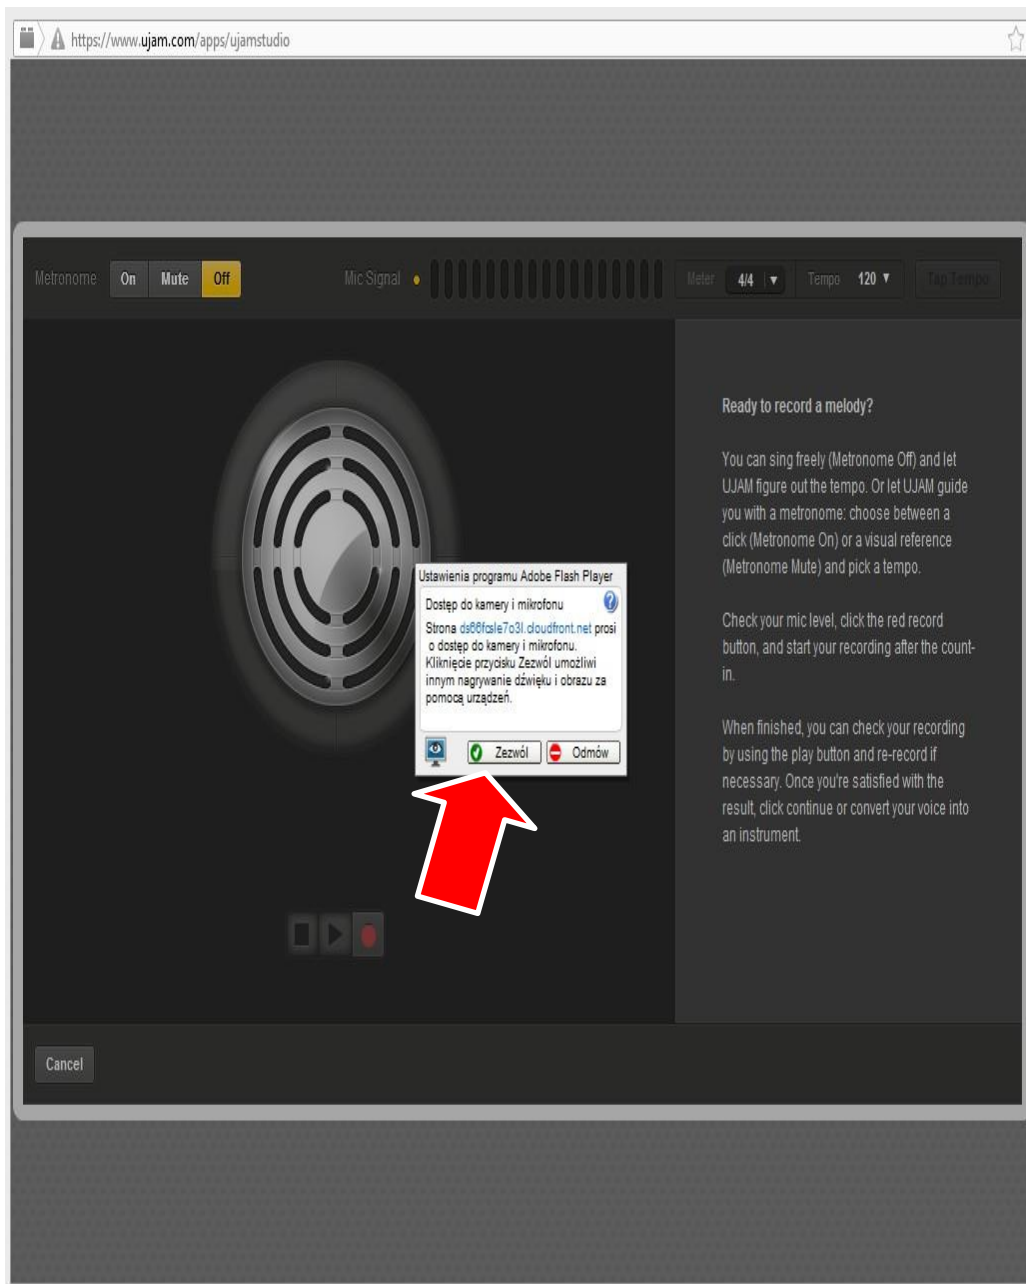 https://www.ujam.com/apps/ujamstudio
Metronome On Mute Off Mic Signal Meter 4/4 Tempo 120 Tap Tempo
Ready to record a melody?
You can sing freely (Metronome Off) and let
UJAM figure out the tempo. Or let UJAM guide
you with a metronome: choose between a
click (Metronome On) or a visual reference
(Metronome Mute) and pick a tempo.
Check your mic level, click the red record
button, and start your recording after the count-
in.
When finished, you can check your recording
by using the play button and re-record if
necessary. Once you're satisfied with the
result, click continue or convert your voice into
an instrument.
Ustawienia programu Adobe Flash Player
Dostęp do kamery i mikrofonu
Strona ds66fcsle7o3l.cloudfront.net prosi
o dostęp do kamery i mikrofonu.
Kliknięcie przycisku Zezwól umożliwi
innym nagrywanie dźwięku i obrazu za
pomocą urządzeń.
Zezwól Odmów
Cancel